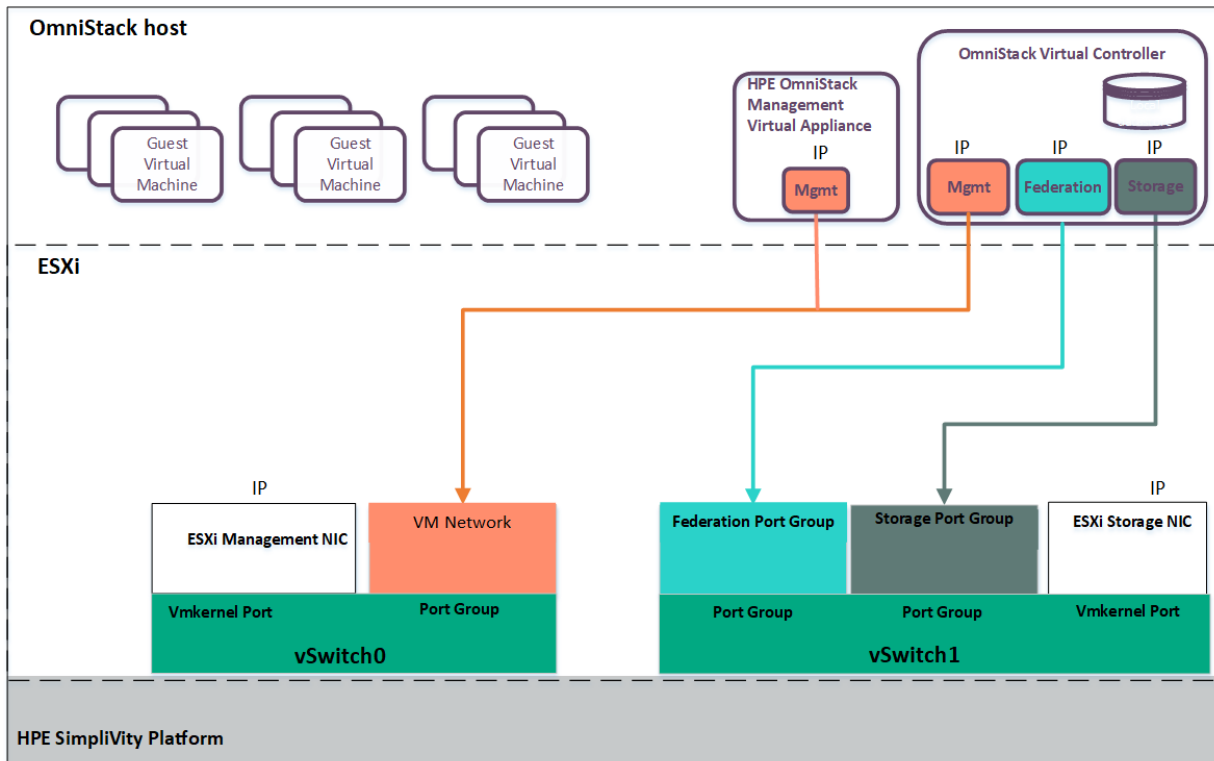 OmniStack host
OmniStack Virtual Controller
HPE OmniStack
Management
Virtual Appliance
IP
IP
IP
IP
Guest
Virtual
Machine
Guest
Virtual
Machine
Guest
Virtual
Machine
Mgmt
Mgmt
Federation
Storage
ESXi
IP
IP
ESXi Management NIC
VM Network
Federation Port Group
Storage Port Group
ESXi Storage NIC
Vmkernel Port
Port Group
Port Group
Port Group
Vmkernel Port
vSwitch0
vSwitch1
HPE SimpliVity Platform